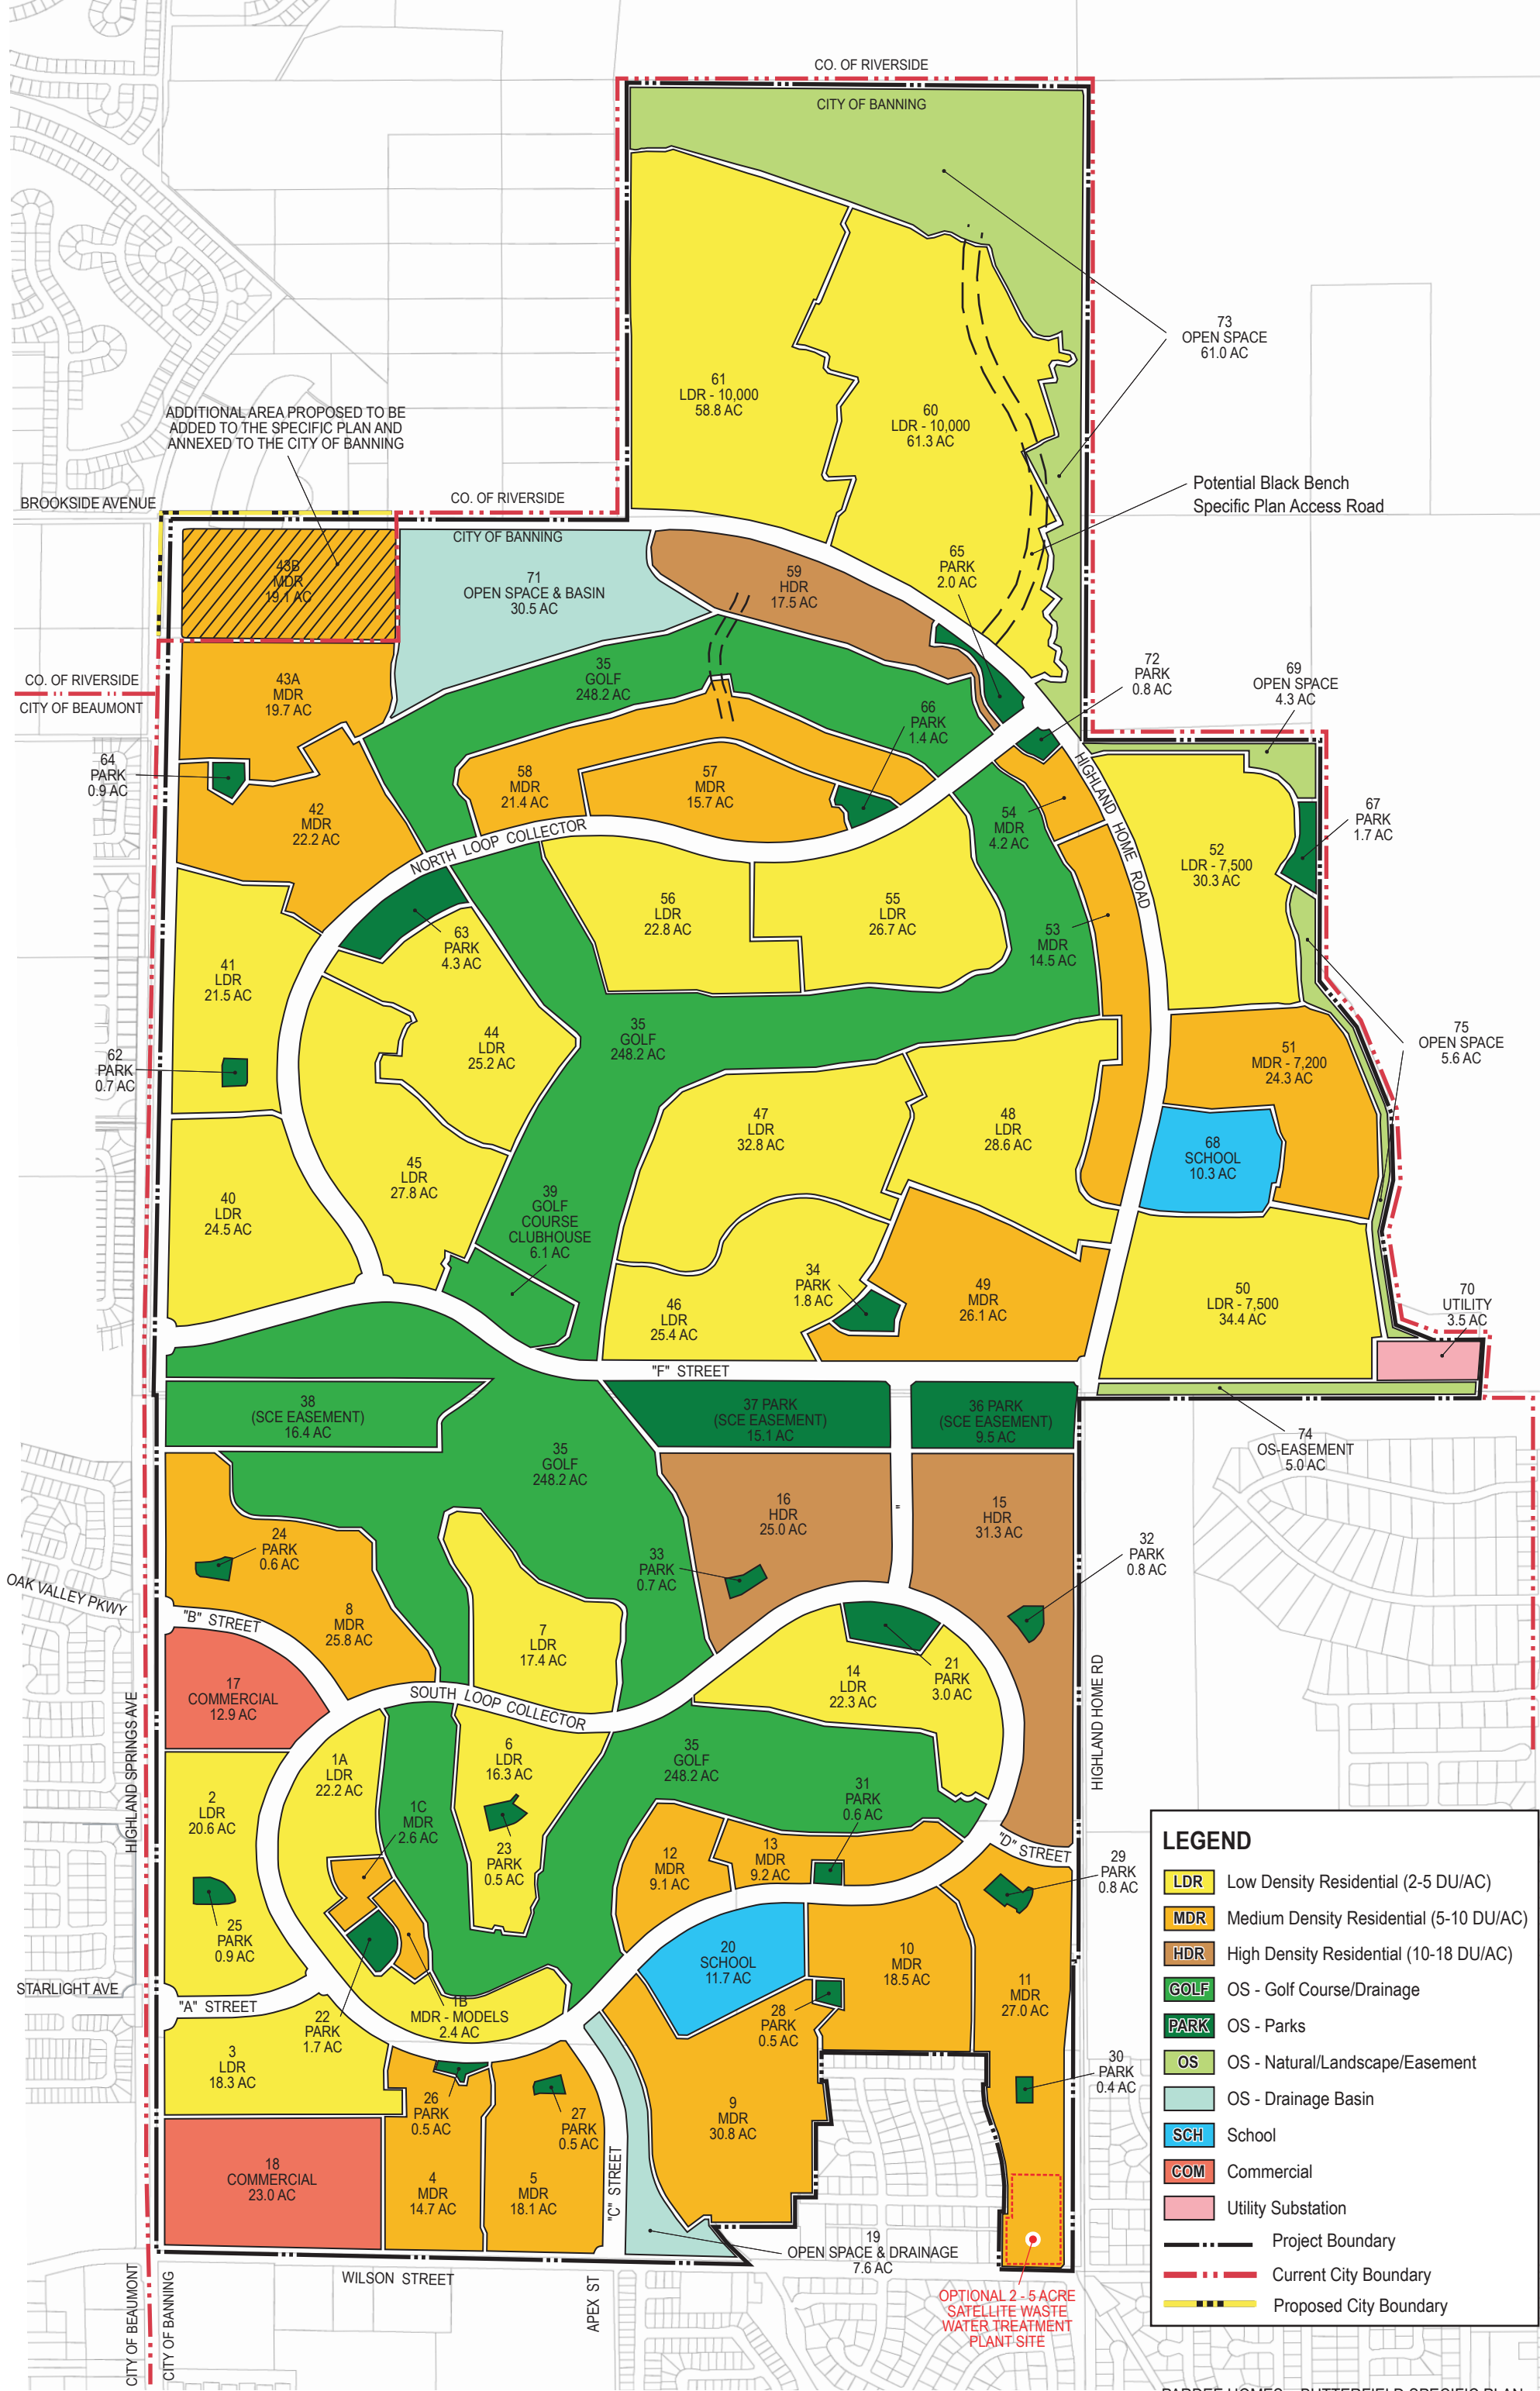 CO. OF RIVERSIDE
CITY OF BANNING
73
OPEN SPACE
61.0 AC
61
LDR - 10,000
58.8 AC
60
LDR - 10,000
61.3 AC
ADDITIONAL AREA PROPOSED TO BE
ADDED TO THE SPECIFIC PLAN AND
ANNEXED TO THE CITY OF BANNING
Potential Black Bench
Specific Plan Access Road
BROOKSIDE AVENUE
CO. OF RIVERSIDE
CITY OF BANNING
43B
MDR
19.1 AC
71
OPEN SPACE & BASIN
30.5 AC
59
HDR
17.5 AC
65
PARK
2.0 AC
CO. OF RIVERSIDE
CITY OF BEAUMONT
43A
MDR
19.7 AC
35
GOLF
248.2 AC
72
PARK
0.8 AC
69
OPEN SPACE
4.3 AC
66
PARK
1.4 AC
64
PARK
0.9 AC
58
MDR
21.4 AC
57
MDR
15.7 AC
54
MDR
4.2 AC
HIGHLAND HOME ROAD
67
PARK
1.7 AC
42
MDR
22.2 AC
NORTH LOOP COLLECTOR
52
LDR - 7,500
30.3 AC
56
LDR
22.8 AC
55
LDR
26.7 AC
63
PARK
4.3 AC
53
MDR
14.5 AC
41
LDR
21.5 AC
44
LDR
25.2 AC
35
GOLF
248.2 AC
75
OPEN SPACE
5.6 AC
51
MDR - 7,200
24.3 AC
62
PARK
0.7 AC
47
LDR
32.8 AC
48
LDR
28.6 AC
68
SCHOOL
10.3 AC
45
LDR
27.8 AC
40
LDR
24.5 AC
39
GOLF
COURSE
CLUBHOUSE
6.1 AC
34
PARK
1.8 AC
49
MDR
26.1 AC
46
LDR
25.4 AC
50
LDR - 7,500
34.4 AC
70
UTILITY
3.5 AC
"F" STREET
38
(SCE EASEMENT)
16.4 AC
37 PARK
(SCE EASEMENT)
15.1 AC
36 PARK
(SCE EASEMENT)
9.5 AC
74
OS-EASEMENT
5.0 AC
35
GOLF
248.2 AC
16
HDR
25.0 AC
15
HDR
31.3 AC
24
PARK
0.6 AC
33
PARK
0.7 AC
32
PARK
0.8 AC
OAK VALLEY PKWY
"B" STREET
8
MDR
25.8 AC
7
LDR
17.4 AC
14
LDR
22.3 AC
21
PARK
3.0 AC
17
COMMERCIAL
12.9 AC
SOUTH LOOP COLLECTOR
HIGHLAND SPRINGS AVE
HIGHLAND HOME RD
1A
LDR
22.2 AC
6
LDR
16.3 AC
35
GOLF
248.2 AC
2
LDR
20.6 AC
1C
MDR
2.6 AC
31
PARK
0.6 AC
23
PARK
0.5 AC
12
MDR
9.1 AC
13
MDR
9.2 AC
"D" STREET
29
PARK
0.8 AC
25
PARK
0.9 AC
20
SCHOOL
11.7 AC
10
MDR
18.5 AC
11
MDR
27.0 AC
STARLIGHT AVE
"A" STREET
22
PARK
1.7 AC
1B
MDR - MODELS
2.4 AC
28
PARK
0.5 AC
3
LDR
18.3 AC
30
PARK
0.4 AC
26
PARK
0.5 AC
27
PARK
0.5 AC
9
MDR
30.8 AC
18
COMMERCIAL
23.0 AC
4
MDR
14.7 AC
5
MDR
18.1 AC
"C" STREET
19
OPEN SPACE & DRAINAGE
7.6 AC
WILSON STREET
APEX ST
CITY OF BEAUMONT
CITY OF BANNING
OPTIONAL 2 - 5 ACRE
SATELLITE WASTE
WATER TREATMENT
PLANT SITE
LEGEND
LDR Low Density Residential (2-5 DU/AC)
MDR Medium Density Residential (5-10 DU/AC)
HDR High Density Residential (10-18 DU/AC)
GOLF OS - Golf Course/Drainage
PARK OS - Parks
OS OS - Natural/Landscape/Easement
OS - Drainage Basin
SCH School
COM Commercial
Utility Substation
Project Boundary
Current City Boundary
Proposed City Boundary